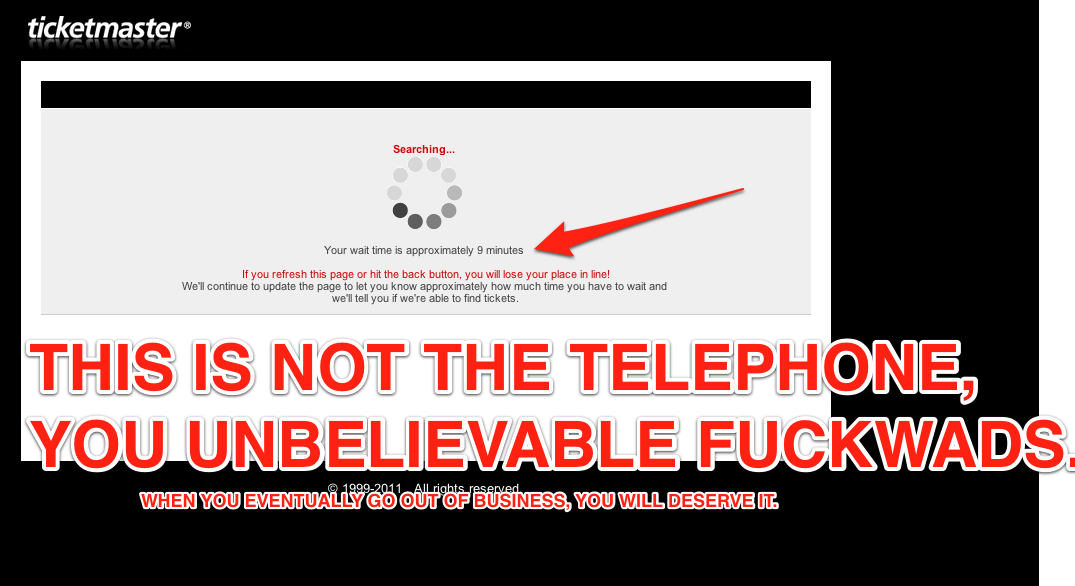 ticketmaster®
Searching...
Your wait time is approximately 9 minutes
If you refresh this page or hit the back button, you will lose your place in line!
We'll continue to update the page to let you know approximately how much time you have to wait and
we'll tell you if we're able to find tickets.
THIS IS NOT THE TELEPHONE,
YOU UNBELIEVABLE FUCKWADS.
© 1999-2011 . All rights reserved.
WHEN YOU EVENTUALLY GO OUT OF BUSINESS, YOU WILL DESERVE IT.